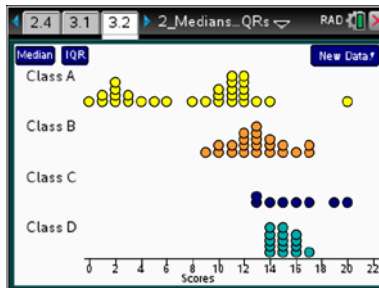 2.4 3.1 3.2 2_Medians…QRs RAD
Median IQR New Data?
Class A
Class B
Class C
Class D
0 2 4 6 8 10 12 14 16 18 20 22
Scores